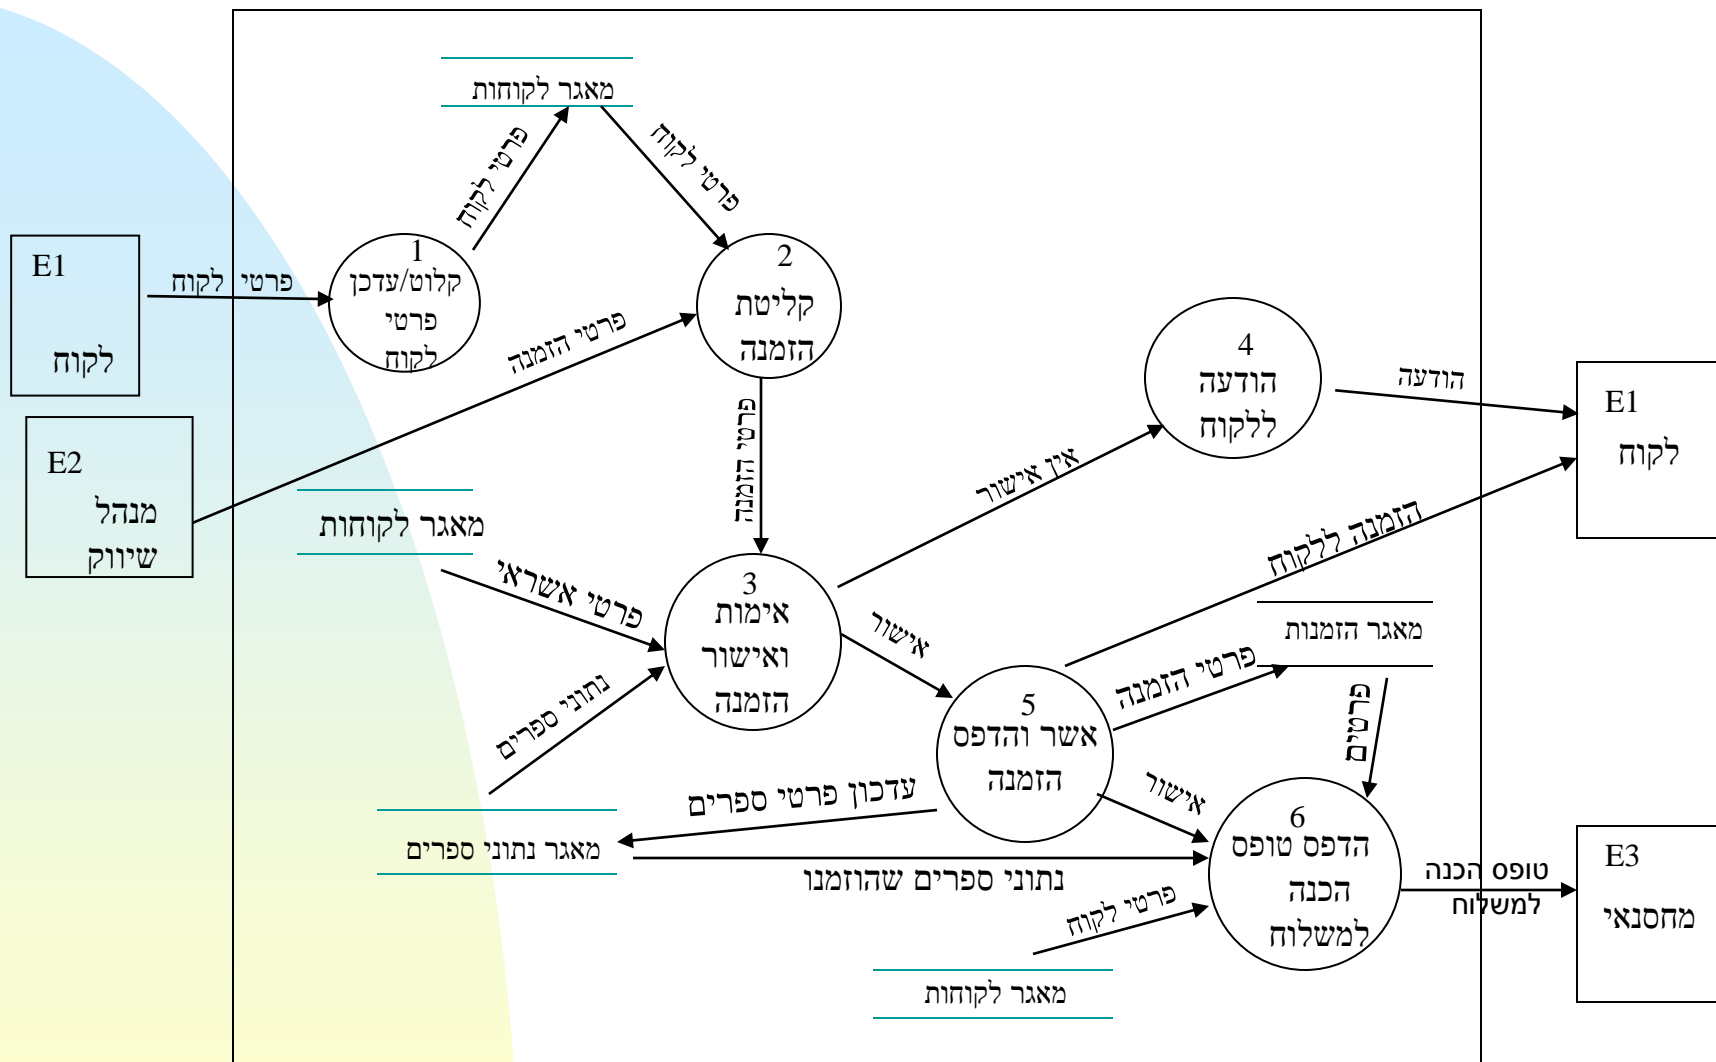 מאגר לקוחות
פרטי לקוח
פרטי לקוח
E1
לקוח
פרטי לקוח
1
קלוט/עדכן
פרטי
לקוח
2
קליטת
הזמנה
פרטי הזמנה
E2
מנהל
שיווק
פרטי הזמנה
4
הודעה
ללקוח
הודעה
E1
לקוח
אין אישור
הזמנה ללקוח
מאגר לקוחות
פרטי אשראי
3
אימות
ואישור
הזמנה
אישור
נתוני ספרים
מאגר הזמנות
פרטי הזמנה
פרטים
5
אשר והדפס
הזמנה
עדכון פרטי ספרים
אישור
מאגר נתוני ספרים
נתוני ספרים שהוזמנו
6
הדפס טופס
הכנה
למשלוח
פרטי לקוח
מאגר לקוחות
טופס הכנה
למשלוח
E3
מחסנאי